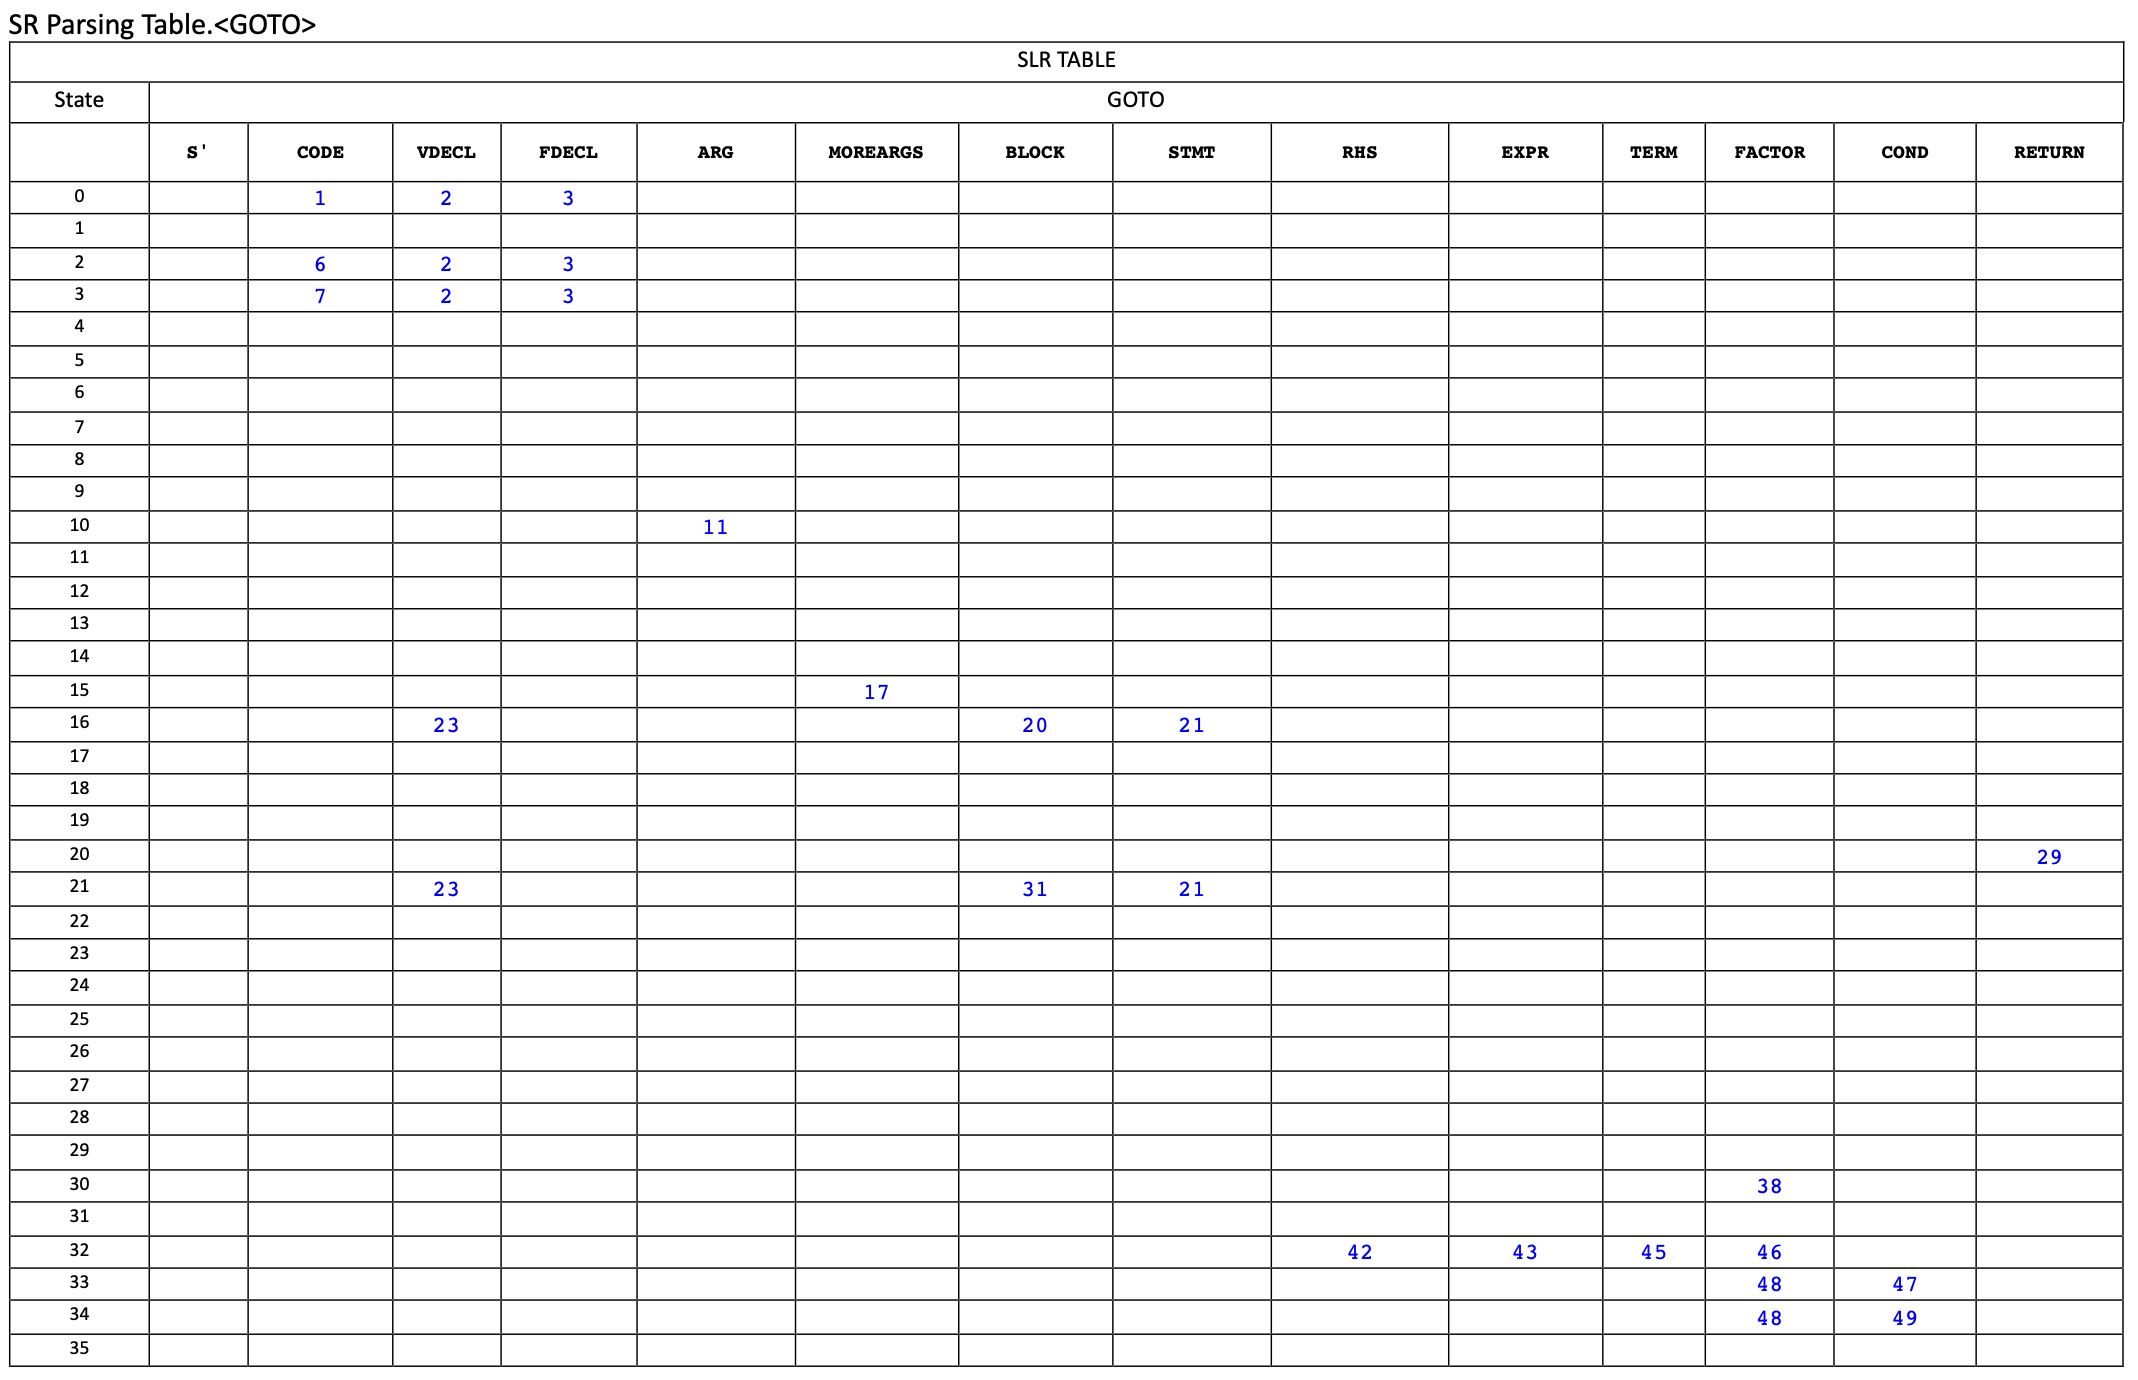 SR Parsing Table.<GOTO>
SLR TABLE
State GOTO
S' CODE VDECL FDECL ARG MOREARGS BLOCK STMT RHS EXPR TERM FACTOR COND RETURN
0 1 2 3
1
2 6 2 3
3 7 2 3
4
5
6
7
8
9
10 11
11
12
13
14
15 17
16 23 20 21
17
18
19
20 29
21 23 31 21
22
23
24
25
26
27
28
29
30 38
31
32 42 43 45 46
33 48 47
34 48 49
35